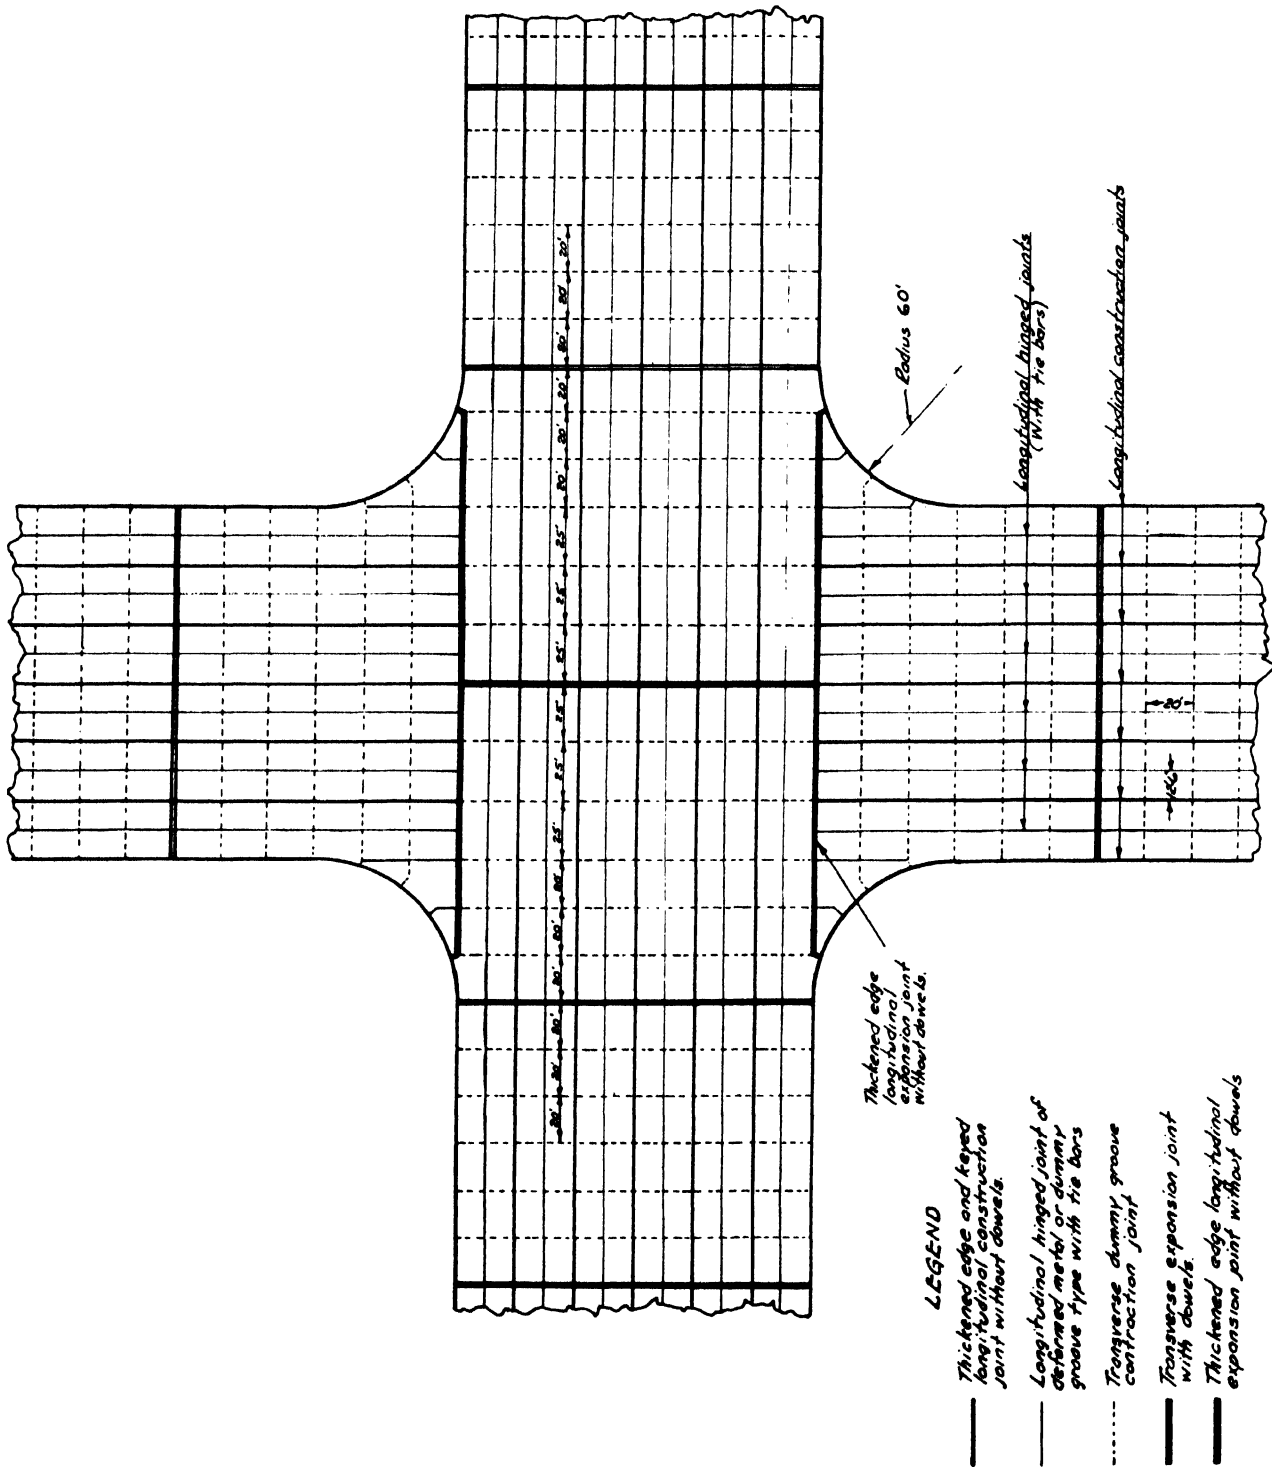 20' 20' 20' 20' 20' 20' 25' 25' 25' 25' 25' 25' 20' 20' 20' 20' 20' 20'
Radius 60'
Longitudinal hinged joints
(With tie bars)
Longitudinal construction joints
20'
12'6"
Thickened edge
longitudinal
expansion joint
without dowels.
LEGEND
Thickened edge and keyed
longitudinal construction
joint without dowels.
Longitudinal hinged joint of
deformed metal or dummy
groove type with tie bars
Transverse dummy groove
contraction joint
Transverse expansion joint
with dowels.
Thickened edge longitudinal
expansion joint without dowels